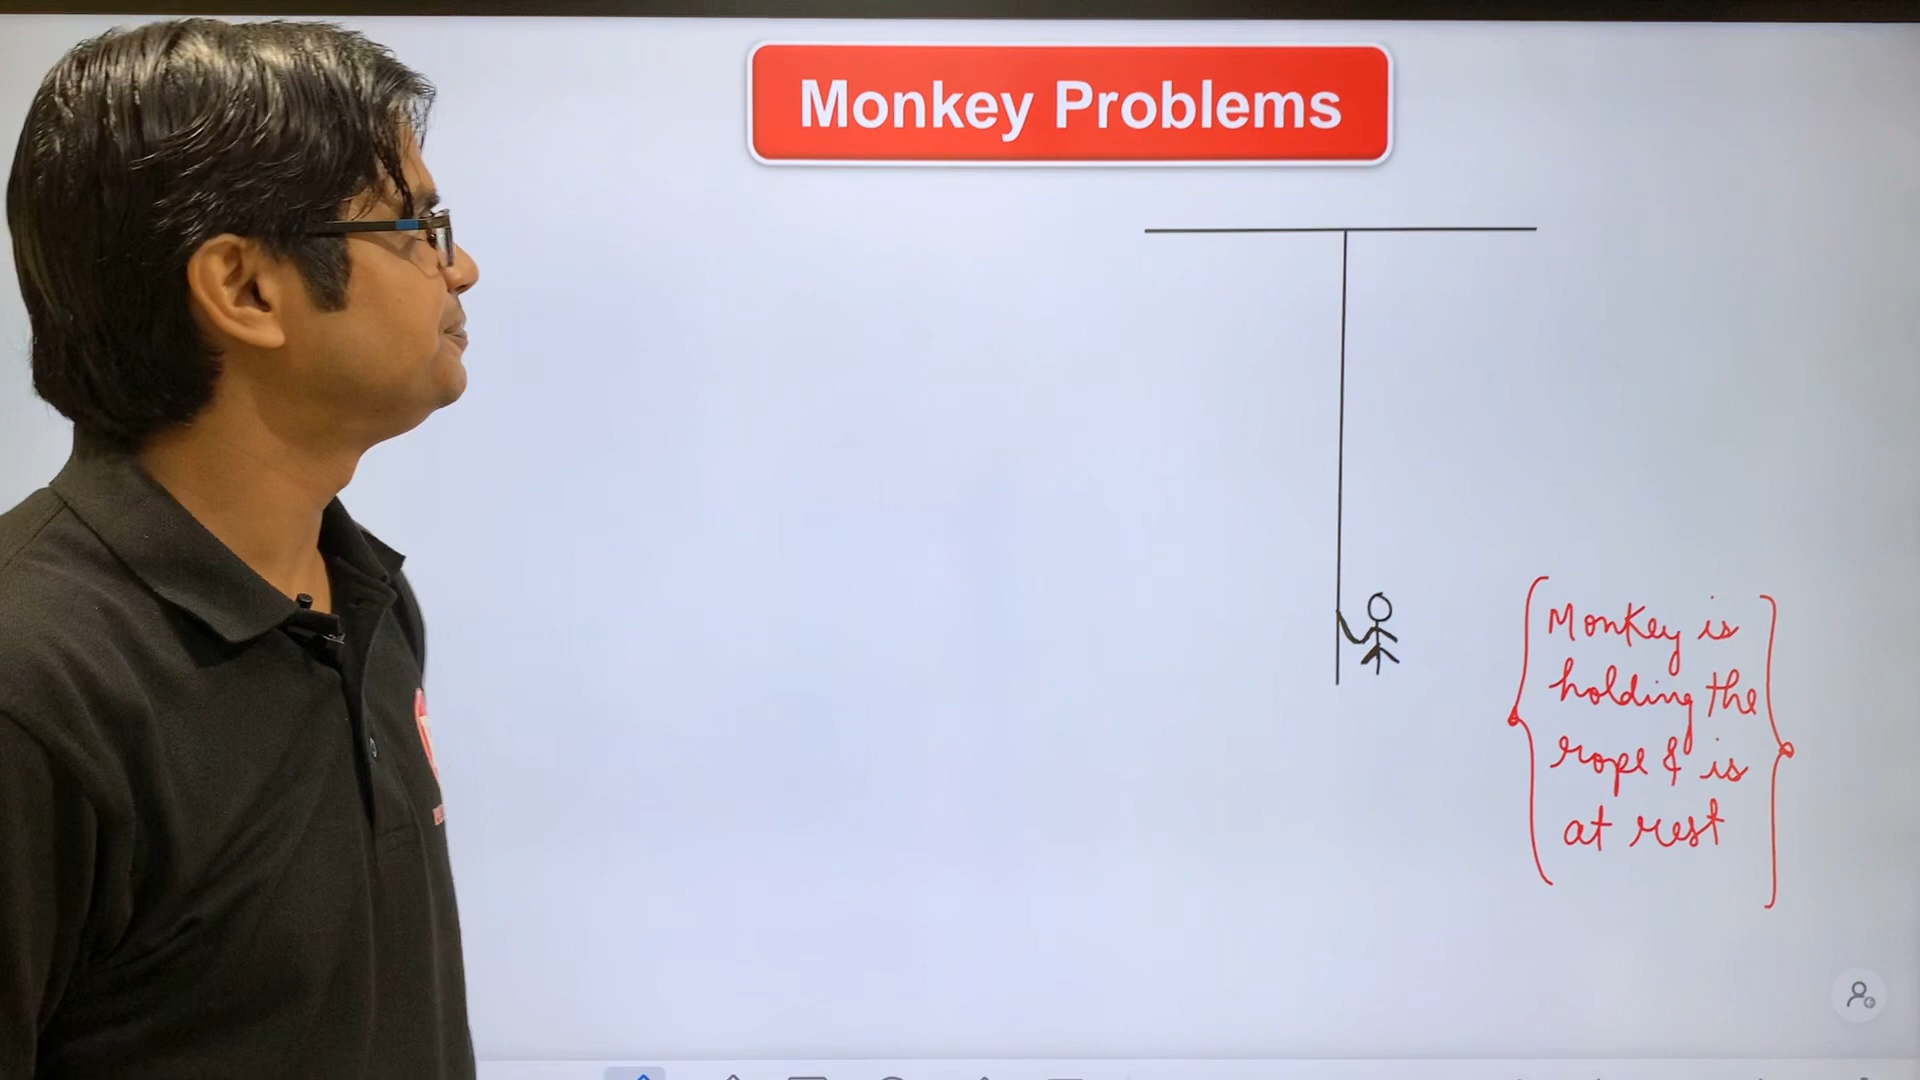 Monkey Problems
Monkey is
holding the
rope & is
at rest